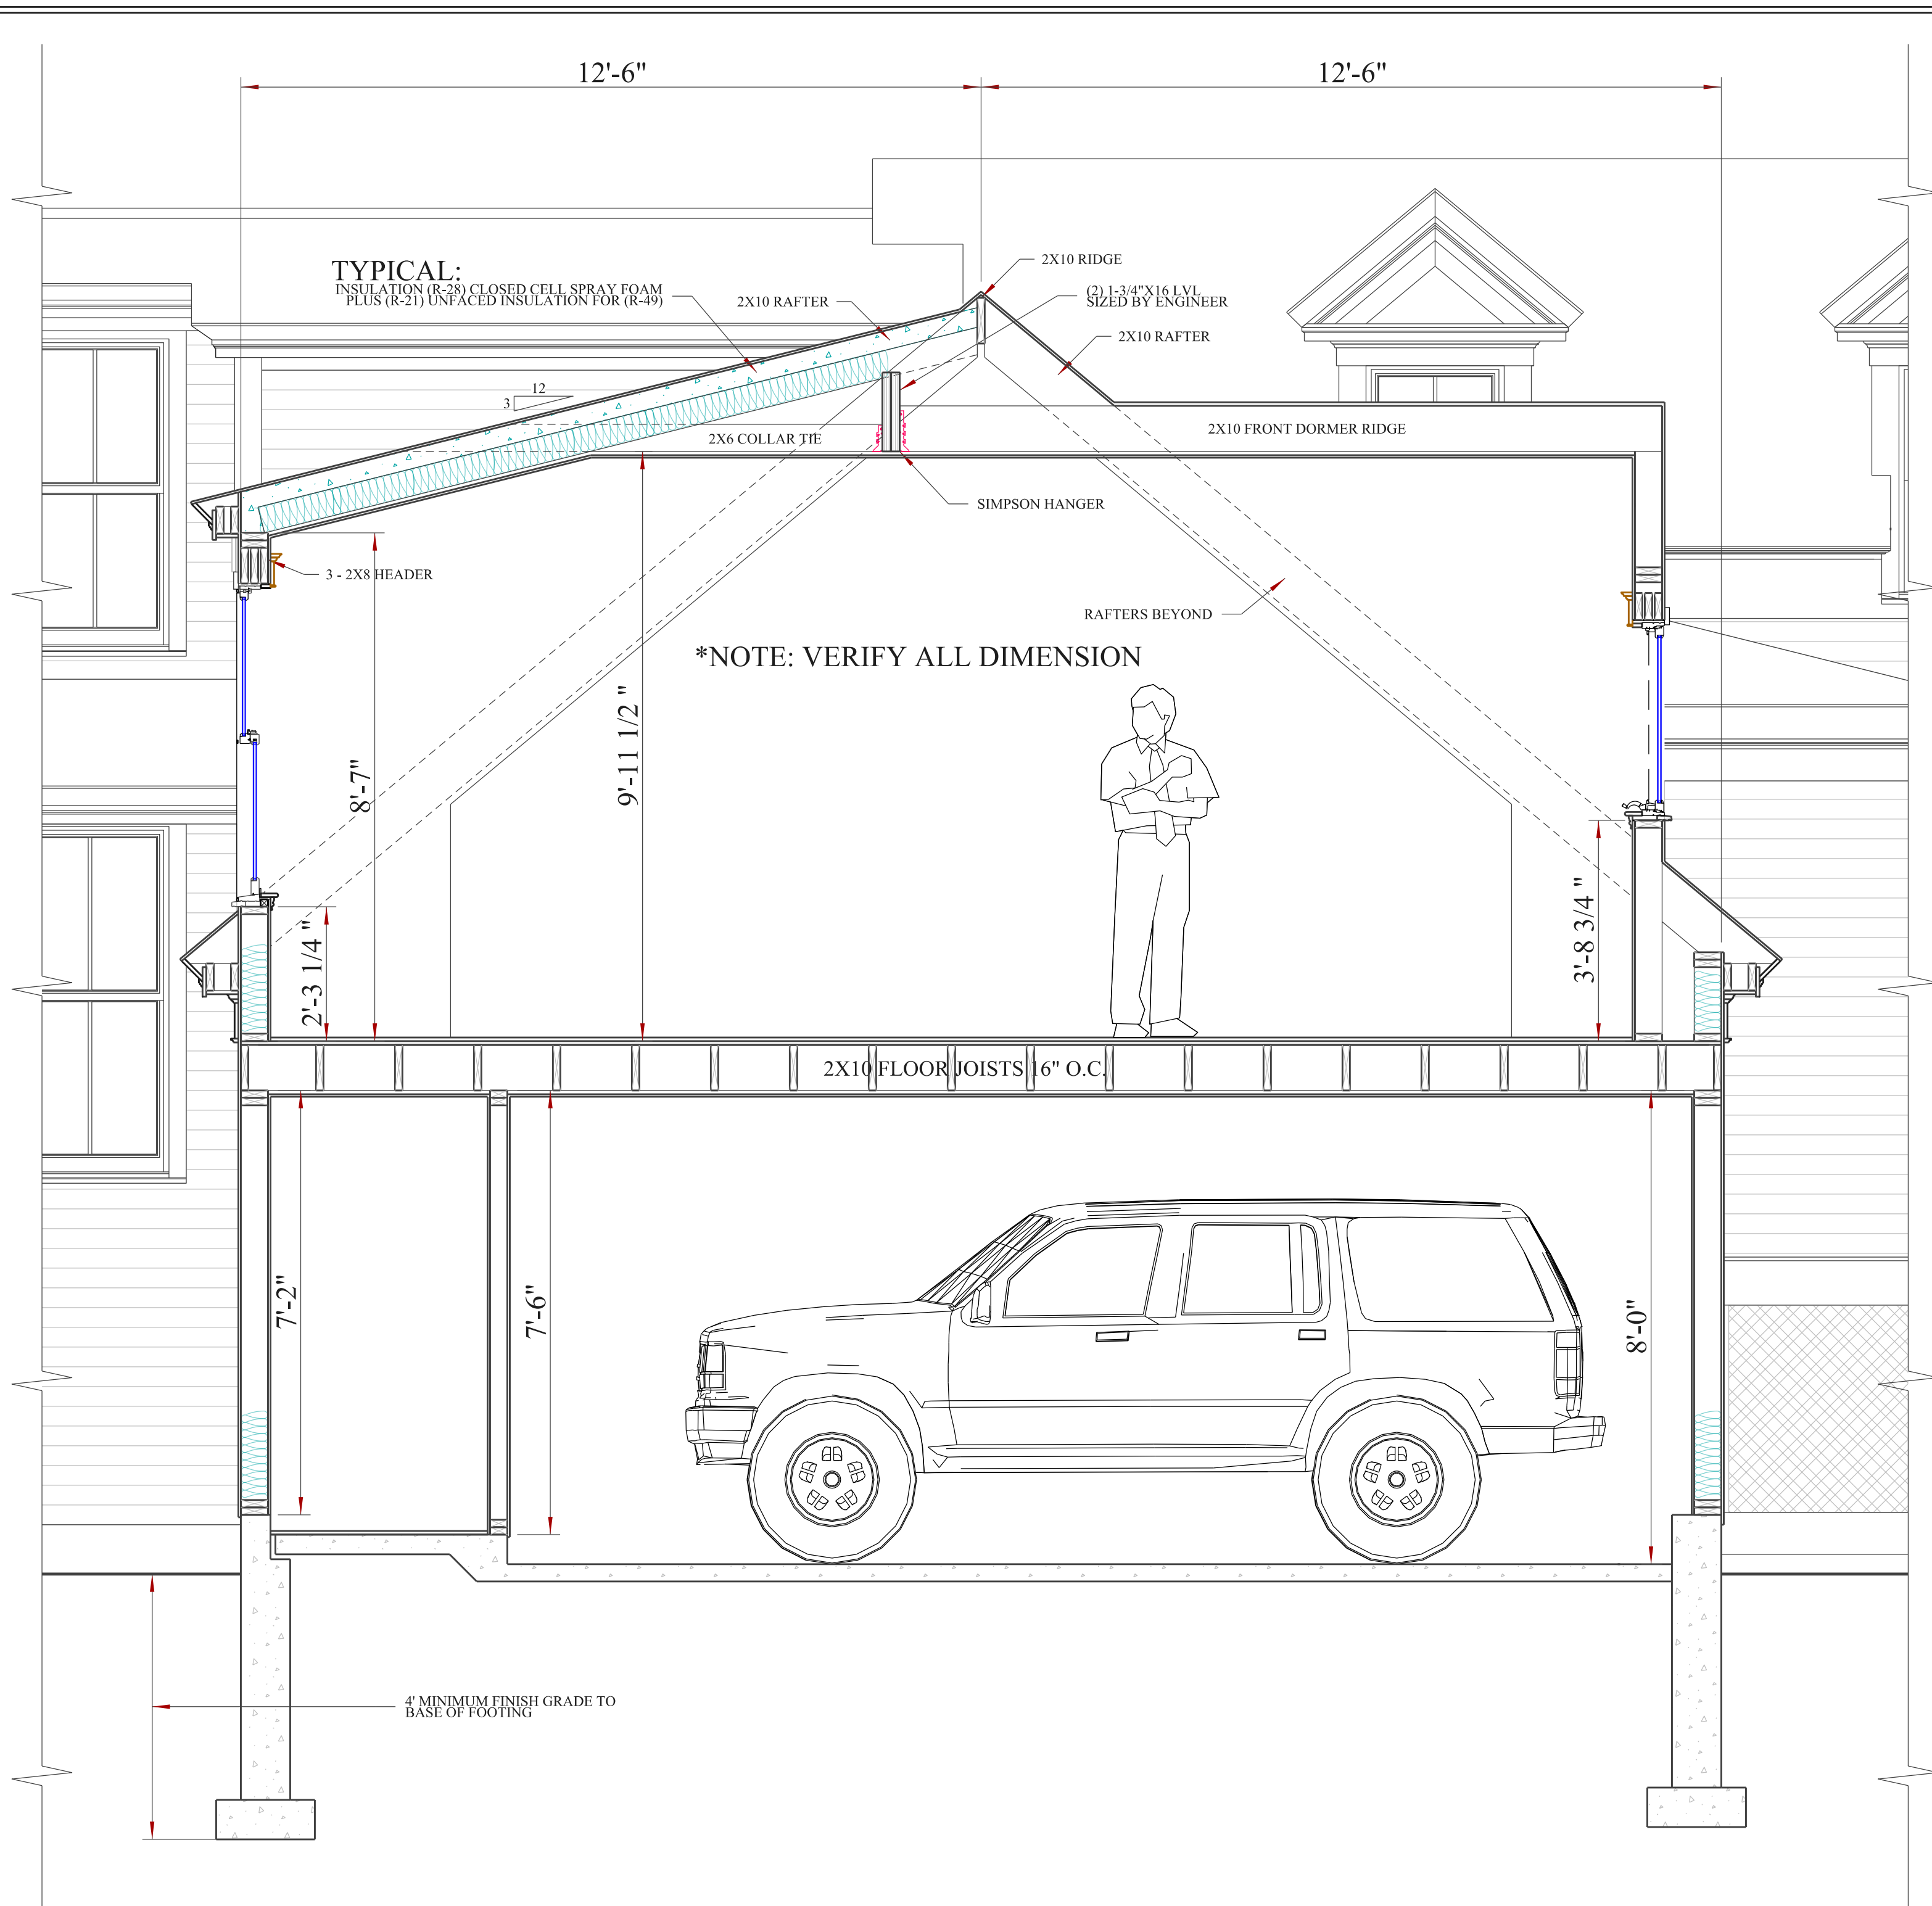 12'-6"
12'-6"
2X10 RIDGE
TYPICAL:
INSULATION (R-28) CLOSED CELL SPRAY FOAM
PLUS (R-21) UNFACED INSULATION FOR (R-49)
2X10 RAFTER
(2) 1-3/4"X16 LVL
SIZED BY ENGINEER
2X10 RAFTER
12
3
2X6 COLLAR TIE
2X10 FRONT DORMER RIDGE
SIMPSON HANGER
3 - 2X8 HEADER
RAFTERS BEYOND
*NOTE: VERIFY ALL DIMENSION
8'-7"
9'-11 1/2 "
2'-3 1/4 "
3'-8 3/4 "
2X10 FLOOR JOISTS 16" O.C.
7'-2"
7'-6"
8'-0"
4' MINIMUM FINISH GRADE TO
BASE OF FOOTING